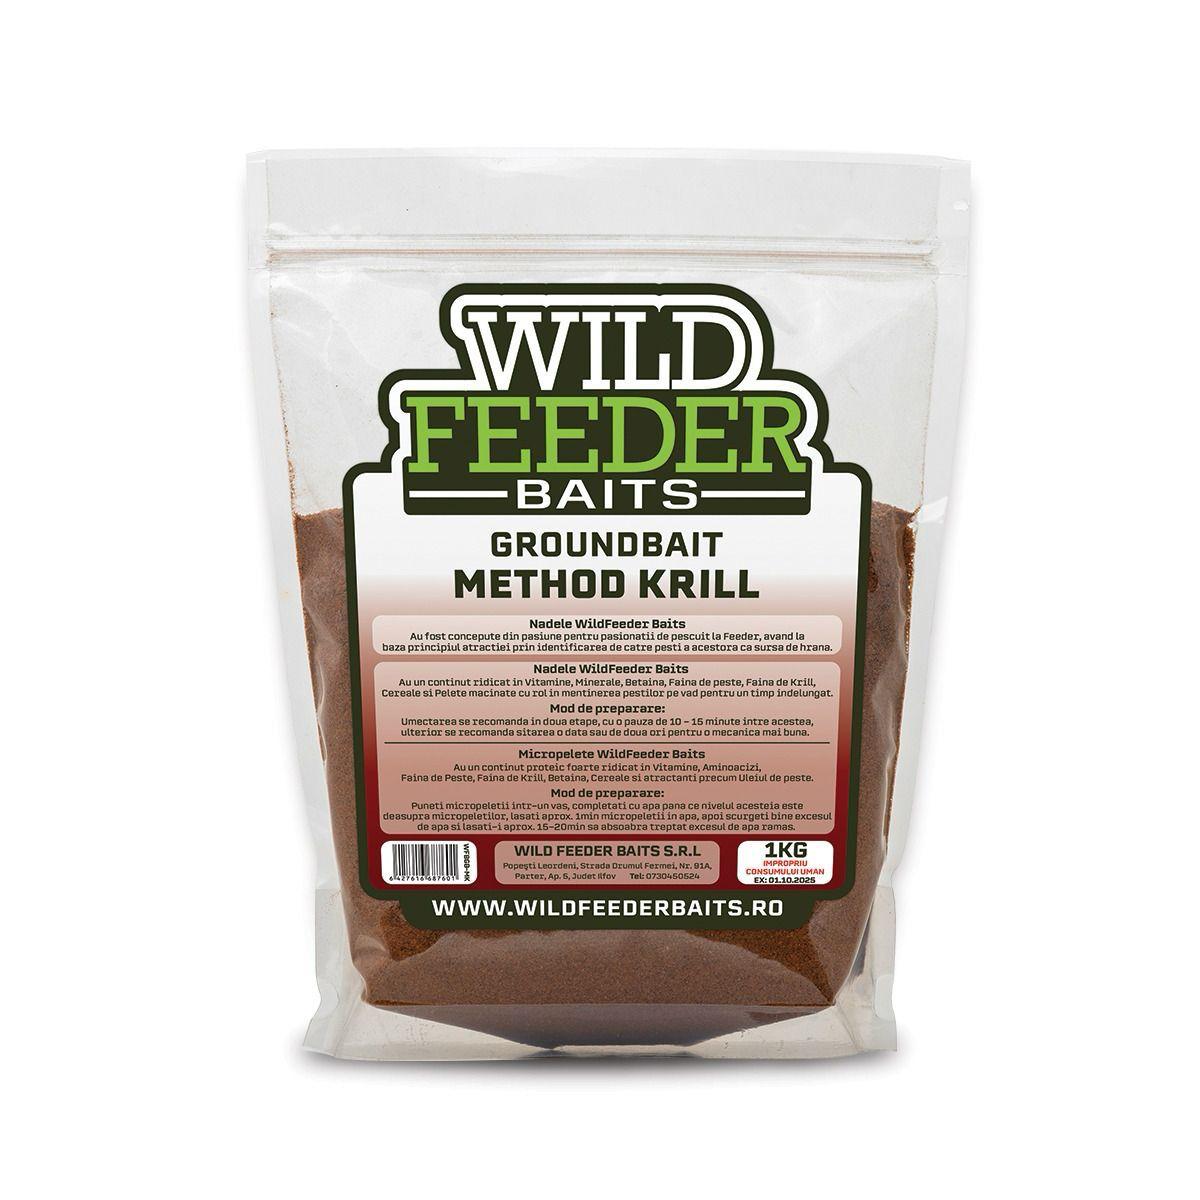 WILD
FEEDER
BAITS
GROUNDBAIT
METHOD KRILL
Nadele WildFeeder Baits
Au fost concepute din pasiune pentru pasionatii de pescuit la Feeder, avand la
baza principiul atractiei prin identificarea de catre pesti a acestora ca sursa de hrana.
Nadele WildFeeder Baits
Au un continut ridicat in Vitamine, Minerale, Betaina, Faina de peste, Faina de Krill,
Cereale si Pelete macinate cu rol in mentinerea pestilor pe vad pentru un timp indelungat.
Mod de preparare:
Umectarea se recomanda in doua etape, cu o pauza de 10 - 15 minute intre acestea,
ulterior se recomanda sitarea o data sau de doua ori pentru o mecanica mai buna.
Micropelete WildFeeder Baits
Au un continut proteic foarte ridicat in Vitamine, Aminoacizi,
Faina de Peste, Faina de Krill, Betaina, Cereale si atractanti precum Uleiul de peste.
Mod de preparare:
Puneti micropeletii intr-un vas, completati cu apa pana ce nivelul acesteia este
deasupra micropeletilor, lasati aprox. 1min micropeletii in apa, apoi scurgeti bine excesul
de apa si lasati-i aprox. 15-20min sa absoarba treptat excesul de apa ramas.
6 427616 687601
WFBGB-MK
WILD FEEDER BAITS S.R.L
Popești Leordeni, Strada Drumul Fermei, Nr. 91A,
Parter, Ap. 5, Judet Ilfov Tel: 0730450524
1KG
IMPROPRIU
CONSUMULUI UMAN
EX: 01.10.2025
WWW.WILDFEEDERBAITS.RO